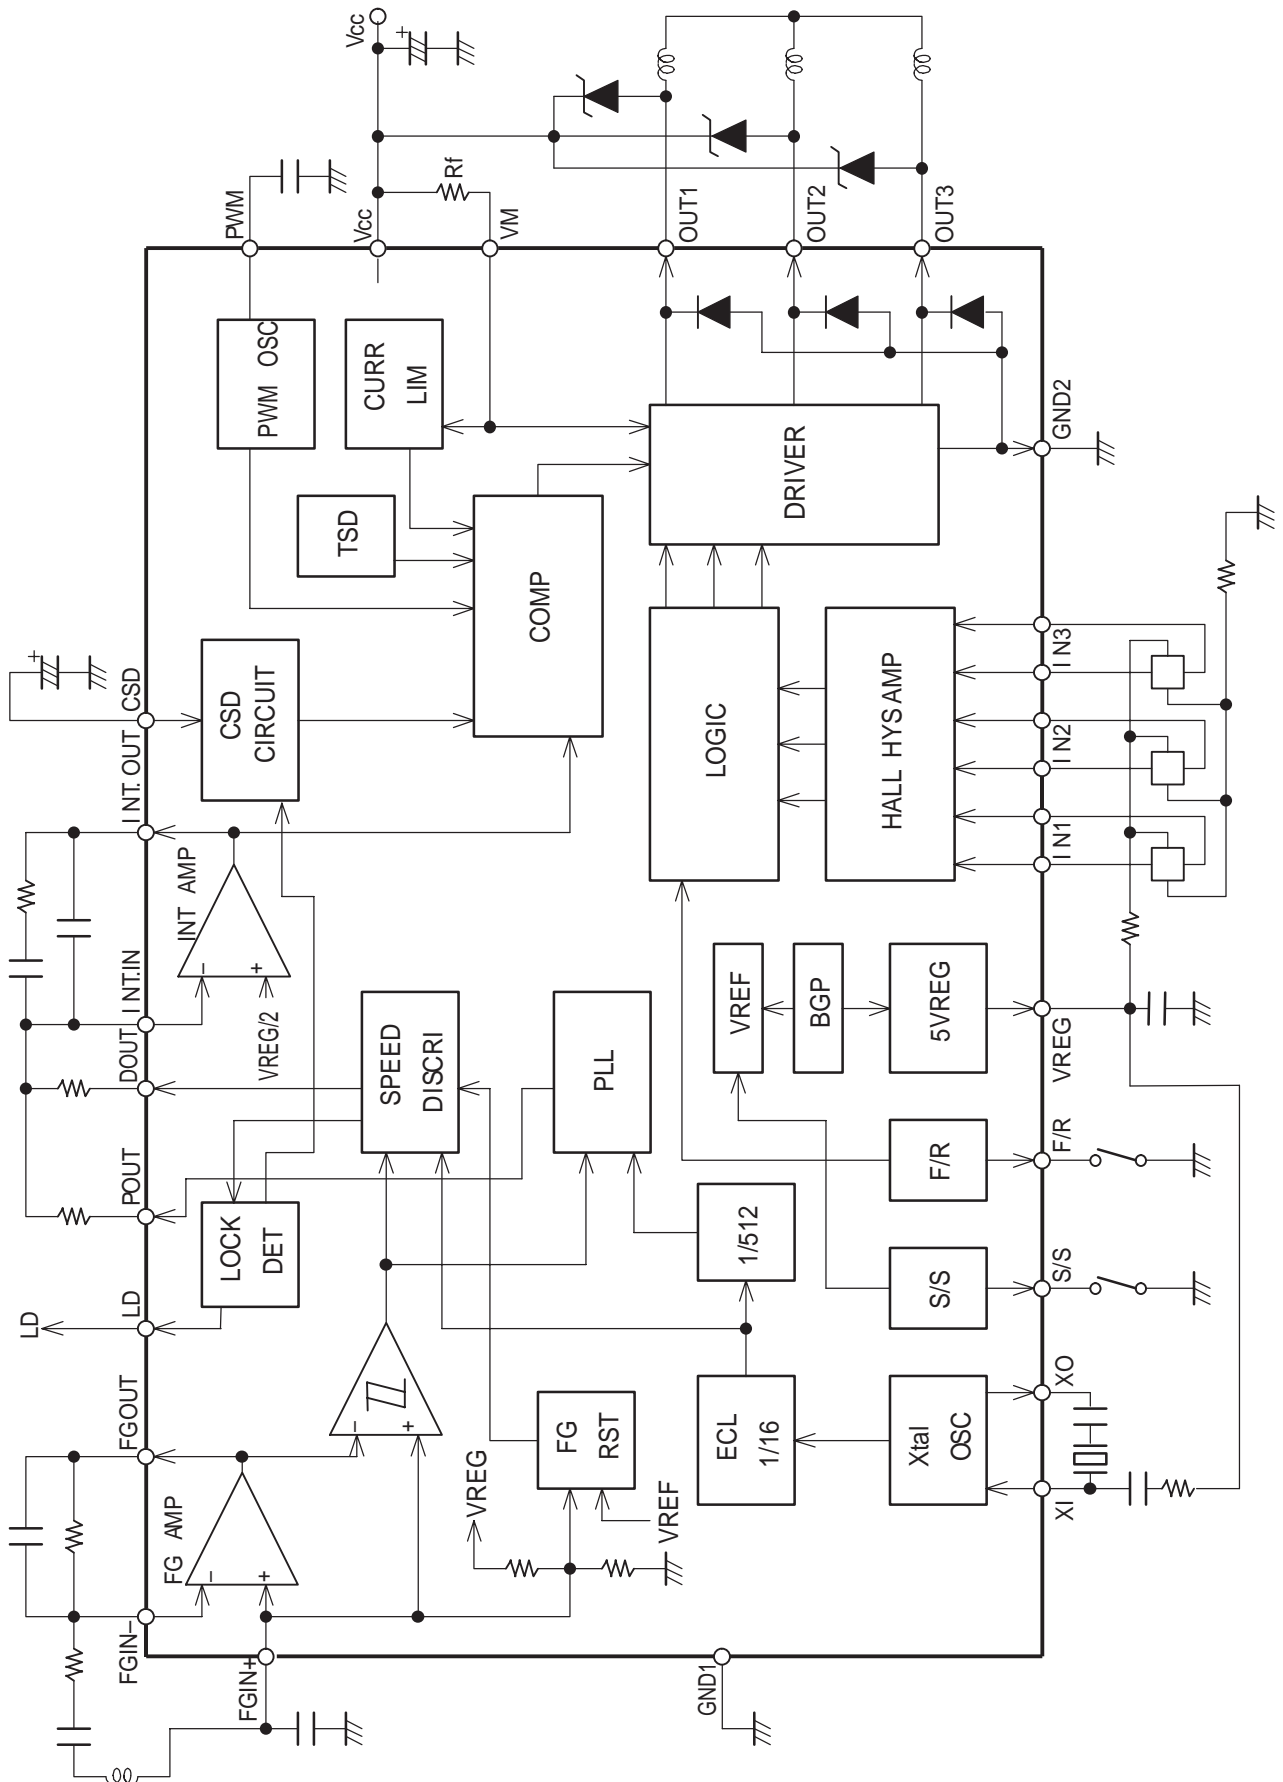 Vcc
+
PWM
Vcc
Rf
VM
OUT1
OUT2
OUT3
PWM OSC
CURR
LIM
TSD
COMP
DRIVER
GND2
+
CSD
CSD
CIRCUIT
LOGIC
HALL HYS AMP
IN3
IN2
IN1
INT.OUT
INT AMP
−
+
VREG/2
INT.IN
DOUT
POUT
SPEED
DISCRI
PLL
VREF
BGP
5VREG
VREG
F/R
F/R
S/S
S/S
LOCK
DET
LD
LD
1/512
ECL
1/16
Xtal
OSC
XO
XI
FGOUT
FG AMP
−
+
−
+
FG
RST
VREG
VREF
FGIN−
FGIN+
GND1